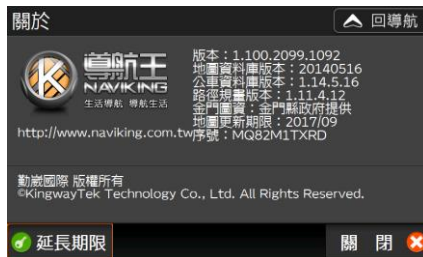 關於
回導航
導航王
NAVIKING
生活導航 導航生活
版本：1.100.2099.1092
地圖資料庫版本：20140516
公車資料庫版本：1.14.5.16
路徑規畫版本：1.11.4.12
金門圖資：金門縣政府提供
地圖更新期限：2017/09
http://www.naviking.com.tw
序號：MQ82M1TXRD
勤崴國際 版權所有
©KingwayTek Technology Co., Ltd. All Rights Reserved.
延長期限
關 閉